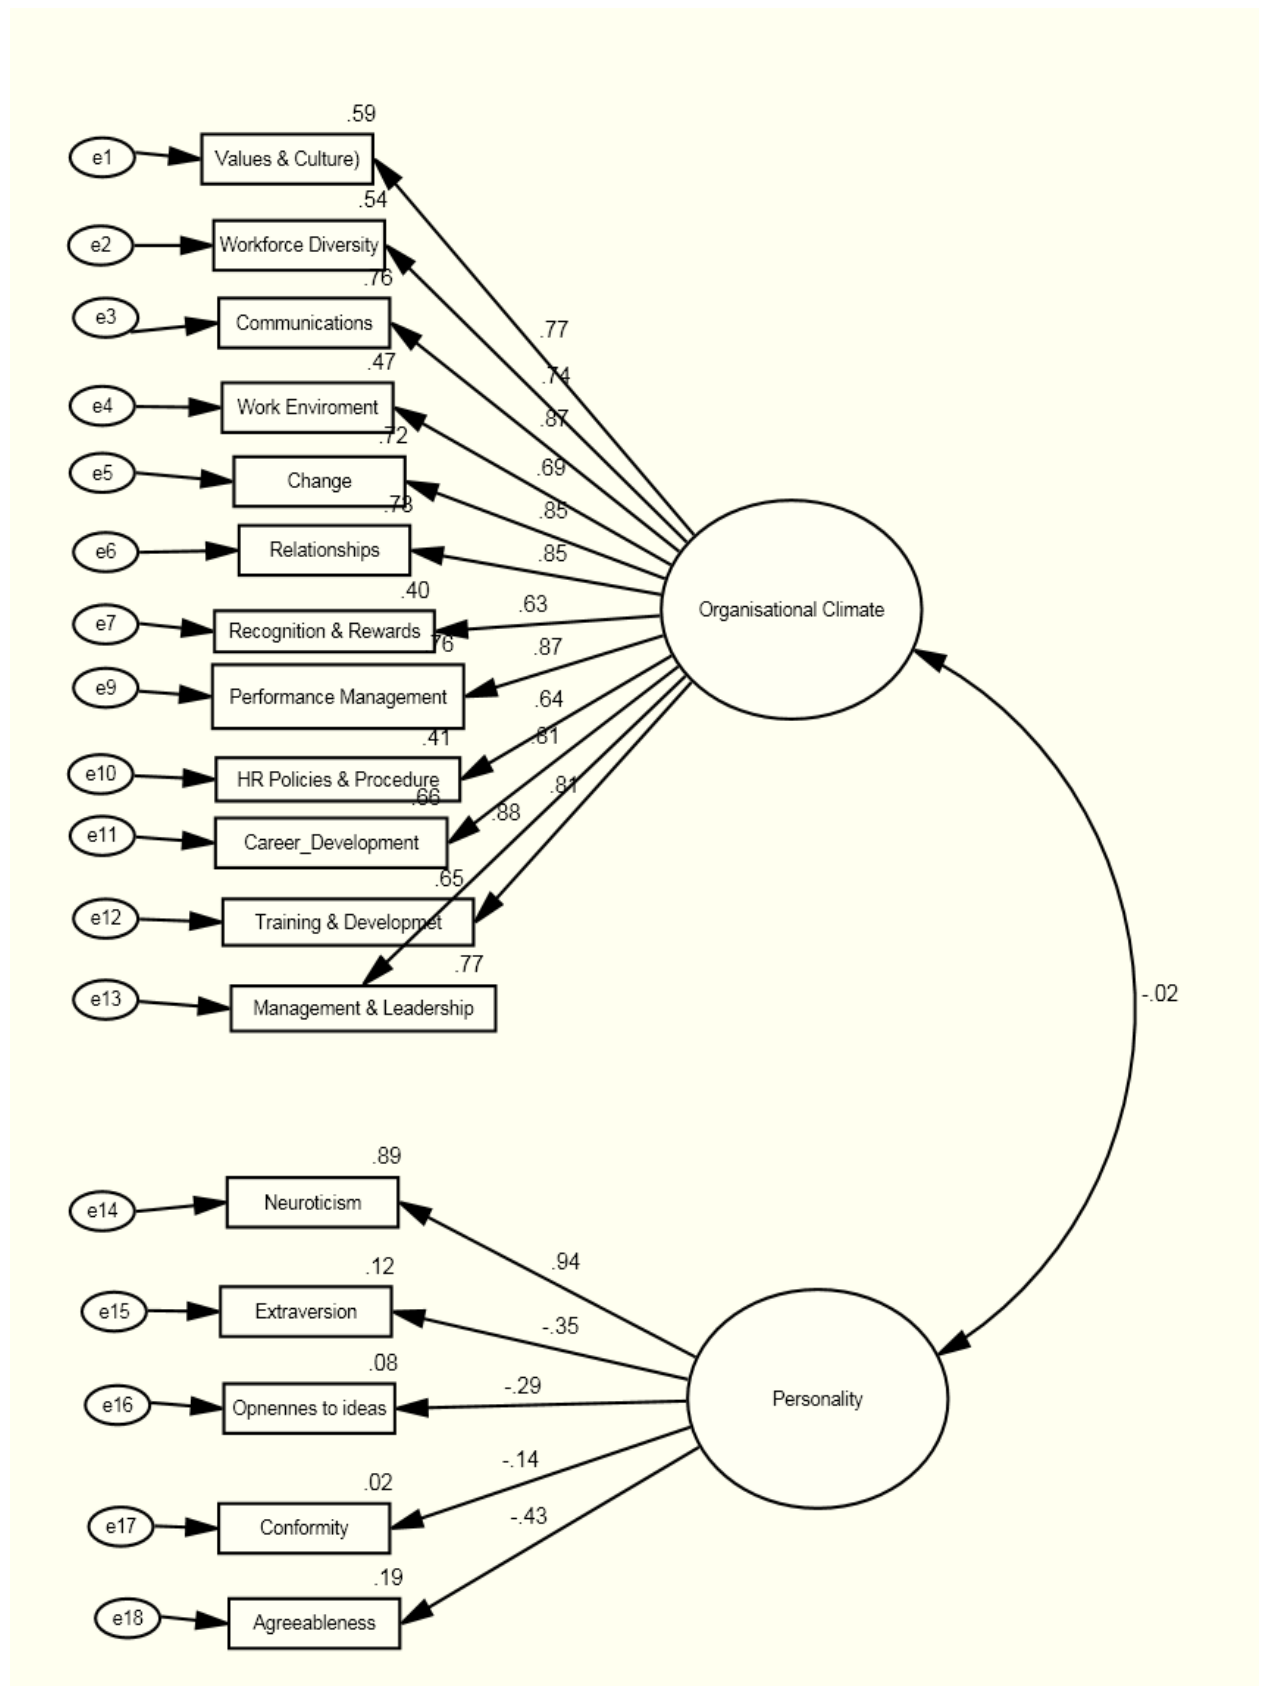 .59
e1
Values & Culture)
.54
e2
Workforce Diversity
.76
e3
Communications
.77
.47
.74
e4
Work Enviroment
.87
.72
e5
Change
.69
.73
.85
e6
Relationships
.85
.40
e7
Recognition & Rewards
.63
Organisational Climate
.76
e9
Performance Management
.87
.64
.41
.81
e10
HR Policies & Procedure
.66
.81
.88
e11
Career_Development
.65
e12
Training & Developmet
.77
e13
Management & Leadership
-.02
.89
e14
Neuroticism
.94
.12
e15
Extraversion
-.35
.08
e16
Opnennes to ideas
-.29
Personality
.02
-.14
e17
Conformity
-.43
.19
e18
Agreeableness